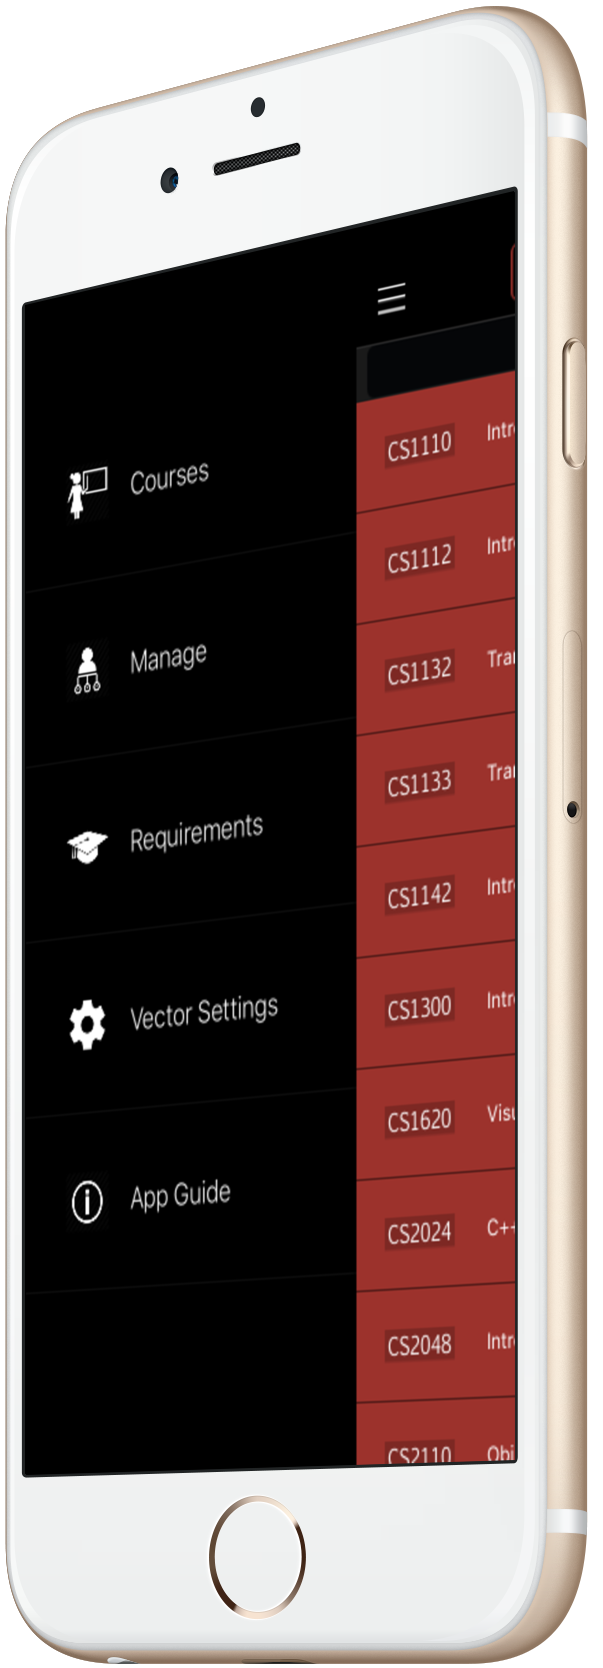 Courses
Manage
Requirements
Vector Settings
App Guide
CS1110 Intr
CS1112 Intr
CS1132 Tra
CS1133 Tra
CS1142 Intr
CS1300 Intr
CS1620 Visu
CS2024 C++
CS2048 Intr
CS2110 Obj